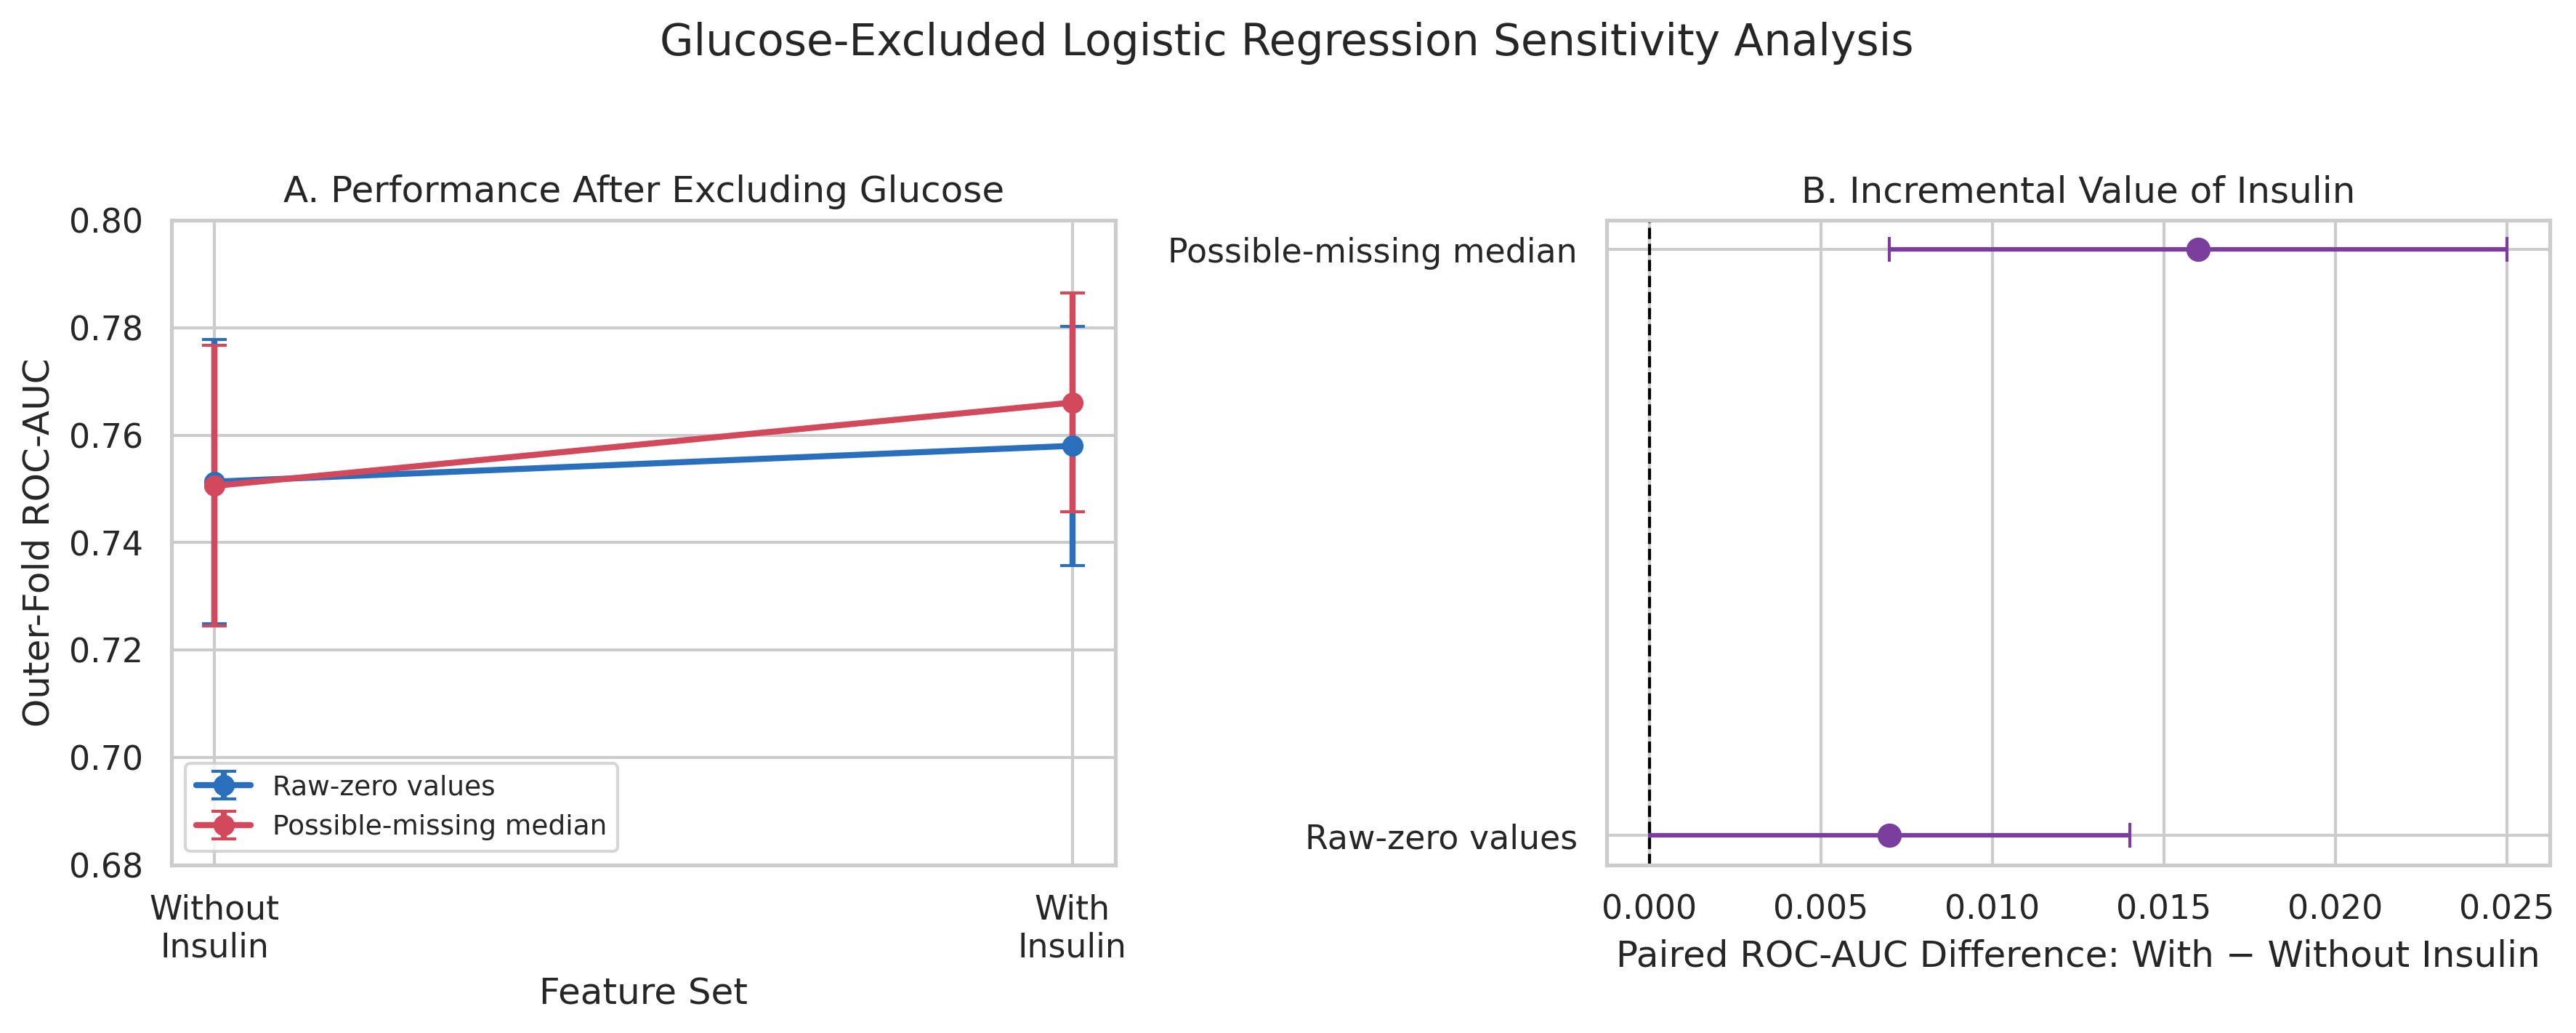 Glucose-Excluded Logistic Regression Sensitivity Analysis
A. Performance After Excluding Glucose
Outer-Fold ROC-AUC
0.80
0.78
0.76
0.74
0.72
0.70
0.68
Raw-zero values
Possible-missing median
Without
Insulin
With
Insulin
Feature Set
B. Incremental Value of Insulin
Possible-missing median
Raw-zero values
0.000 0.005 0.010 0.015 0.020 0.025
Paired ROC-AUC Difference: With − Without Insulin